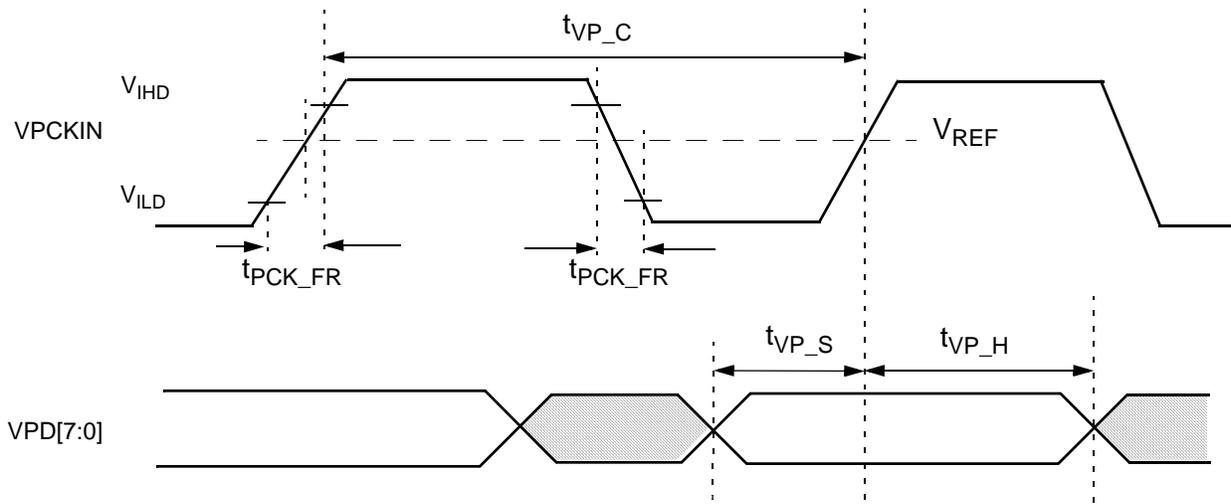 tVP_C
VIHD
VPCKIN
VREF
VILD
tPCK_FR
tPCK_FR
tVP_S
tVP_H
VPD[7:0]